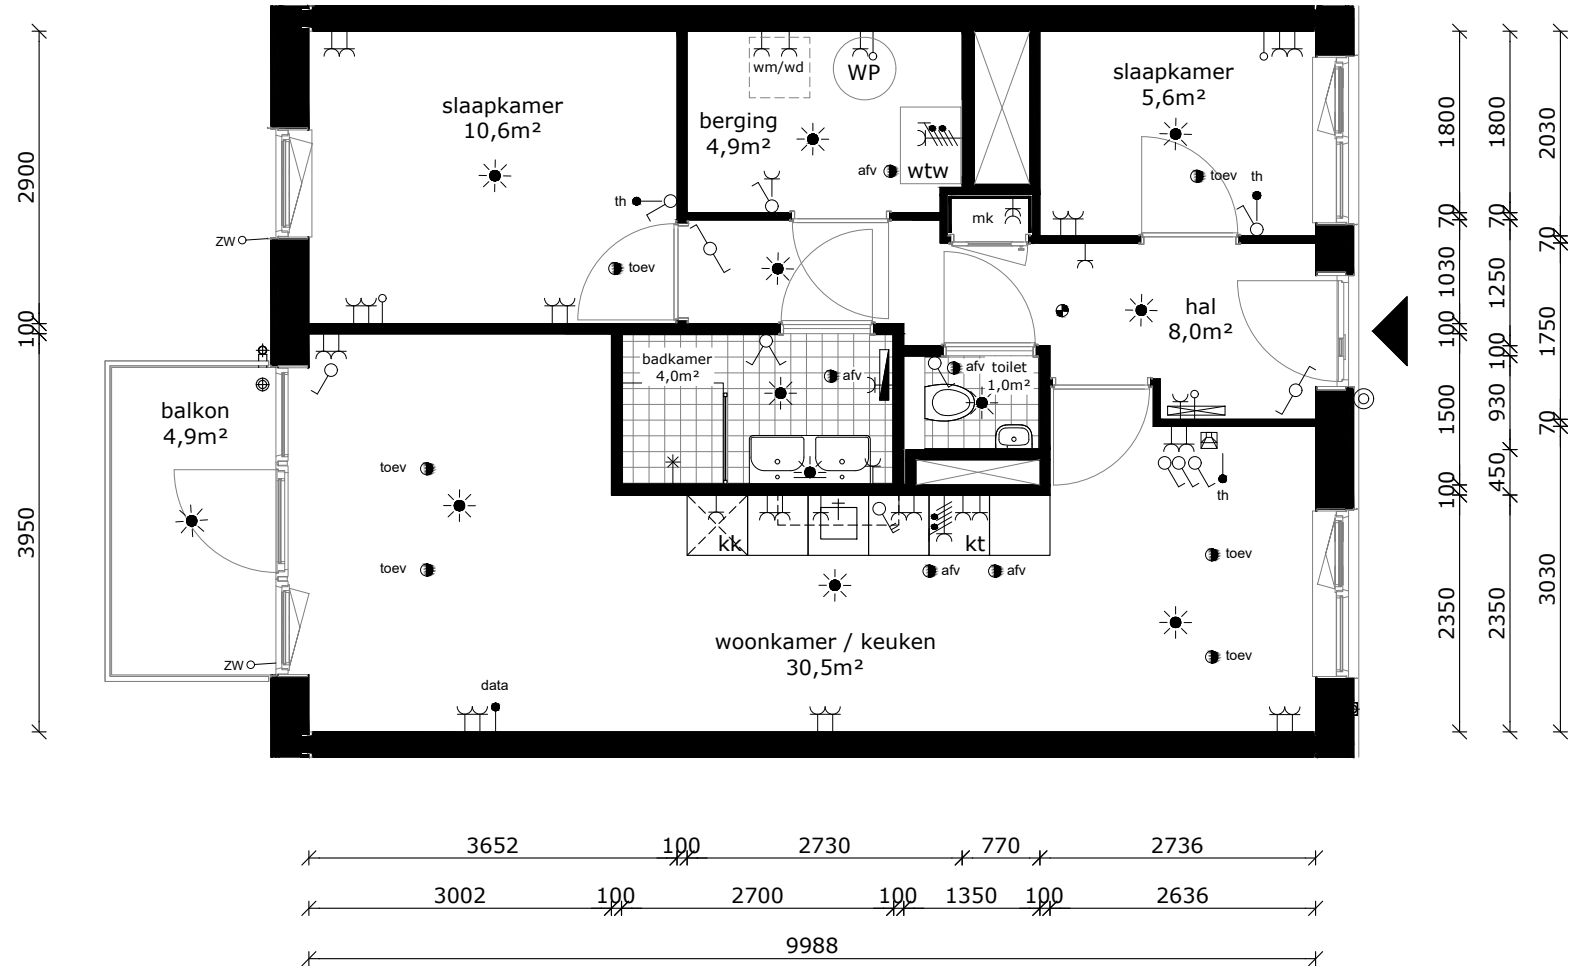 slaapkamer
10,6m²
wm/wd
WP
berging
4,9m²
afv
wtw
slaapkamer
5,6m²
toev
th
th
mk
zw
toev
hal
8,0m²
badkamer
4,0m²
afv
afv
toilet
1,0m²
balkon
4,9m²
toev
toev
kk
kt
afv
afv
th
toev
toev
zw
data
woonkamer / keuken
30,5m²
2900
100
3950
1800
70
1030
100
1500
100
2350
1800
70
1250
100
930
450
2350
2030
70
1750
70
3030
3652
100
2730
770
2736
3002
100
2700
100
1350
100
2636
9988